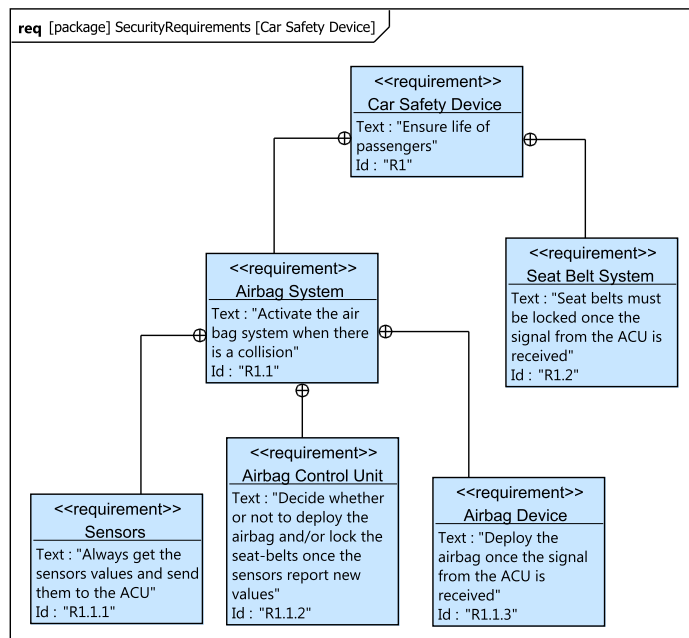 req [package] SecurityRequirements [Car Safety Device]
<<requirement>>
Car Safety Device
Text : "Ensure life of
passengers"
Id : "R1"
<<requirement>>
Airbag System
Text : "Activate the air
bag system when there
is a collision"
Id : "R1.1"
<<requirement>>
Seat Belt System
Text : "Seat belts must
be locked once the
signal from the ACU is
received"
Id : "R1.2"
<<requirement>>
Sensors
Text : "Always get the
sensors values and send
them to the ACU"
Id : "R1.1.1"
<<requirement>>
Airbag Control Unit
Text : "Decide whether
or not to deploy the
airbag and/or lock the
seat-belts once the
sensors report new
values"
Id : "R1.1.2"
<<requirement>>
Airbag Device
Text : "Deploy the
airbag once the signal
from the ACU is
received"
Id : "R1.1.3"